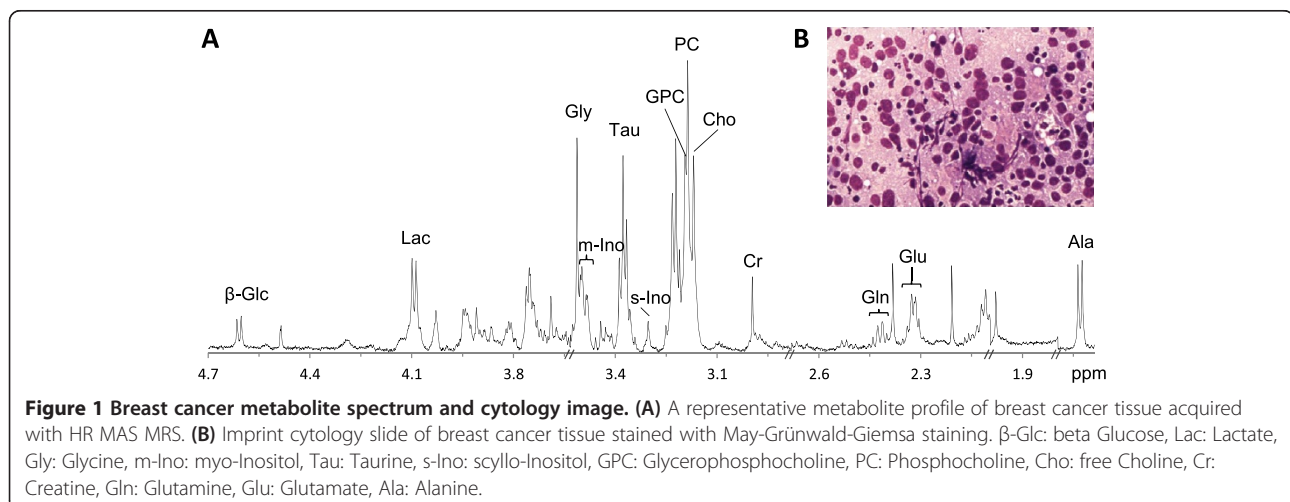 A
B
PC
GPC
Gly
Tau
Cho
m-Ino
Lac
s-Ino
Cr
Glu
Ala
β-Glc
Gln
4.7 4.4 4.1 3.8 3.4 3.1 2.6 2.3 1.9 ppm
Figure 1 Breast cancer metabolite spectrum and cytology image. (A) A representative metabolite profile of breast cancer tissue acquired
with HR MAS MRS. (B) Imprint cytology slide of breast cancer tissue stained with May-Grünwald-Giemsa staining. β-Glc: beta Glucose, Lac: Lactate,
Gly: Glycine, m-Ino: myo-Inositol, Tau: Taurine, s-Ino: scyllo-Inositol, GPC: Glycerophosphocholine, PC: Phosphocholine, Cho: free Choline, Cr:
Creatine, Gln: Glutamine, Glu: Glutamate, Ala: Alanine.